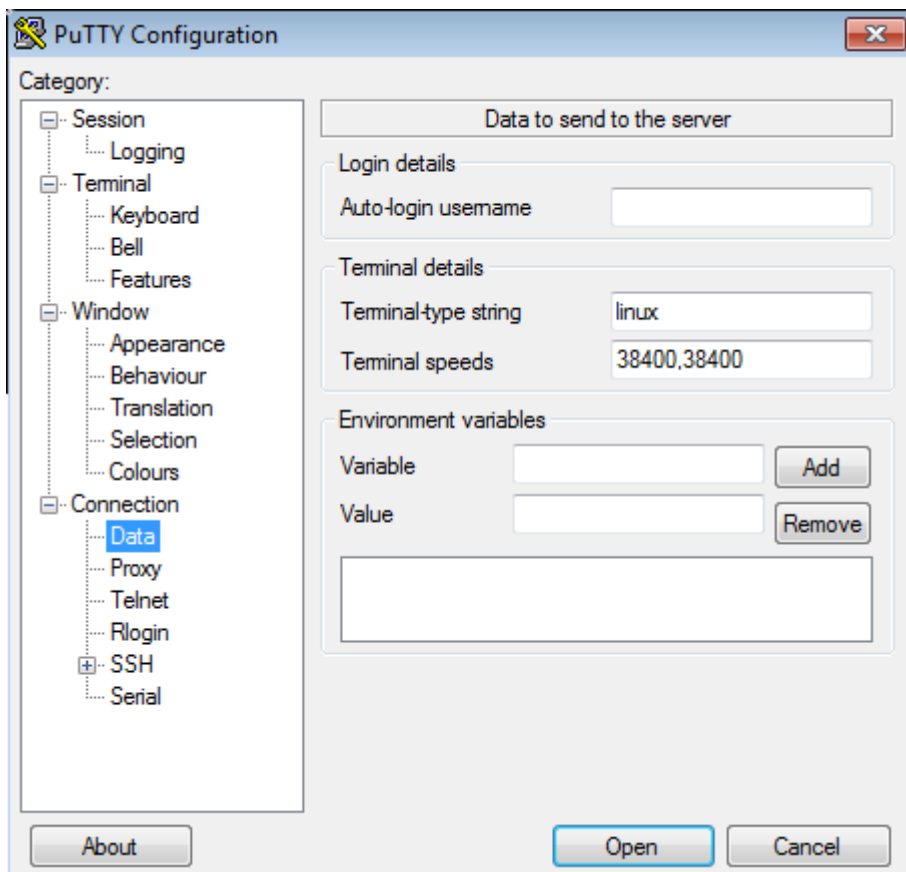 PuTTY Configuration
Category:
Session
Logging
Terminal
Keyboard
Bell
Features
Window
Appearance
Behaviour
Translation
Selection
Colours
Connection
Data
Proxy
Telnet
Rlogin
SSH
Serial
Data to send to the server
Login details
Auto-login username
Terminal details
Terminal-type string linux
Terminal speeds 38400,38400
Environment variables
Variable Add
Value Remove
About Open Cancel